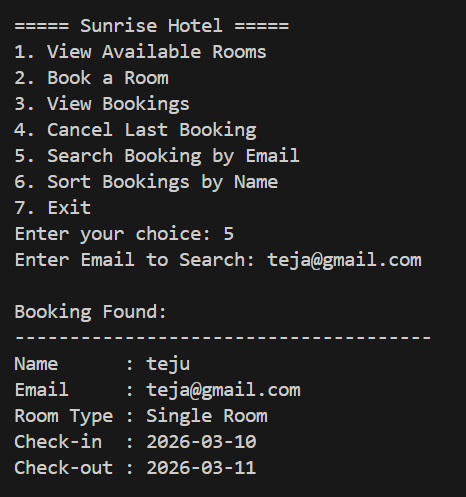 ===== Sunrise Hotel =====
1. View Available Rooms
2. Book a Room
3. View Bookings
4. Cancel Last Booking
5. Search Booking by Email
6. Sort Bookings by Name
7. Exit
Enter your choice: 5
Enter Email to Search: teja@gmail.com

Booking Found:
--------------------------------------
Name      : teju
Email     : teja@gmail.com
Room Type : Single Room
Check-in  : 2026-03-10
Check-out : 2026-03-11